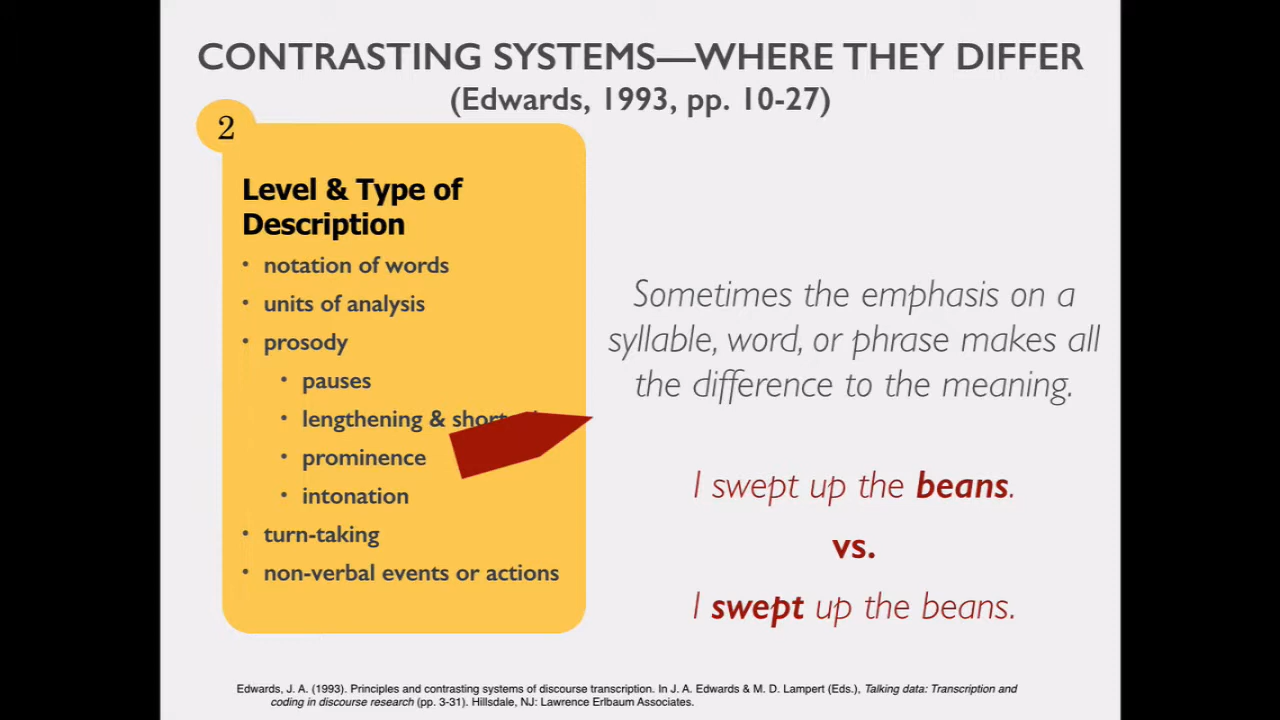 CONTRASTING SYSTEMS—WHERE THEY DIFFER
(Edwards, 1993, pp. 10-27)
2
Level & Type of
Description
• notation of words
• units of analysis
• prosody
• pauses
• lengthening &
• prominence
• intonation
• turn-taking
• non-verbal events or actions
Sometimes the emphasis on a
syllable, word, or phrase makes all
the difference to the meaning.
I swept up the beans.
vs.
I swept up the beans.
Edwards, J. A. (1993). Principles and contrasting systems of discourse transcription. In J. A. Edwards & M. D. Lampert (Eds.), Talking data: Transcription and
coding in discourse research (pp. 3-31). Hillsdale, NJ: Lawrence Erlbaum Associates.